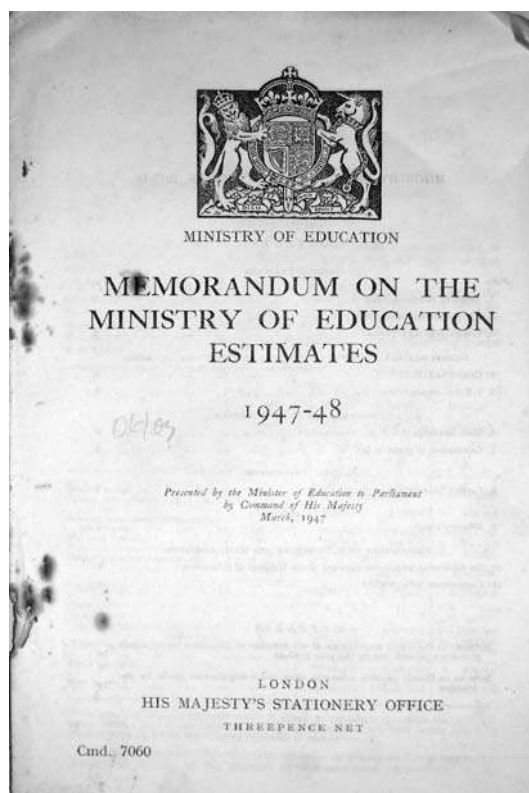 MINISTRY OF EDUCATION
MEMORANDUM ON THE
MINISTRY OF EDUCATION
ESTIMATES
1947-48
Presented by the Minister of Education to Parliament
by Command of His Majesty
March, 1947
LONDON
HIS MAJESTY'S STATIONERY OFFICE
THREEPENCE NET
Cmd. 7060